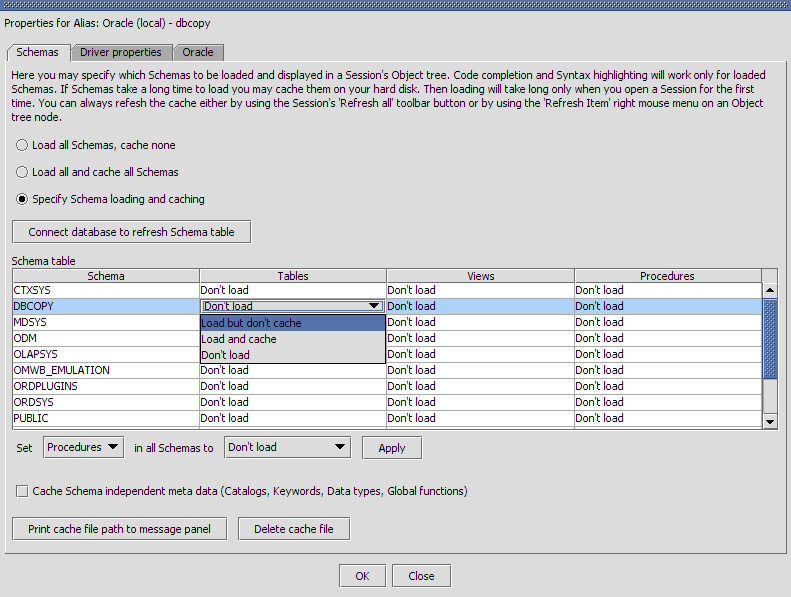 Properties for Alias: Oracle (local) - dbcopy
Schemas Driver properties Oracle
Here you may specify which Schemas to be loaded and displayed in a Session's Object tree. Code completion and Syntax highlighting will work only for loaded
Schemas. If Schemas take a long time to load you may cache them on your hard disk. Then loading will take long only when you open a Session for the first
time. You can always refesh the cache either by using the Session's 'Refresh all' toolbar button or by using the 'Refresh Item' right mouse menu on an Object
tree node.
Load all Schemas, cache none
Load all and cache all Schemas
Specify Schema loading and caching
Connect database to refresh Schema table
Schema table
Schema Tables Views Procedures
CTXSYS Don't load Don't load Don't load
DBCOPY Don't load Don't load Don't load
MDSYS Load but don't cache Don't load Don't load
ODM Load and cache Don't load Don't load
OLAPSYS Don't load Don't load Don't load
OMWB_EMULATION Don't load Don't load Don't load
ORDPLUGINS Don't load Don't load Don't load
ORDSYS Don't load Don't load Don't load
PUBLIC Don't load Don't load Don't load
Set Procedures in all Schemas to Don't load Apply
Cache Schema independent meta data (Catalogs, Keywords, Data types, Global functions)
Print cache file path to message panel Delete cache file
OK Close